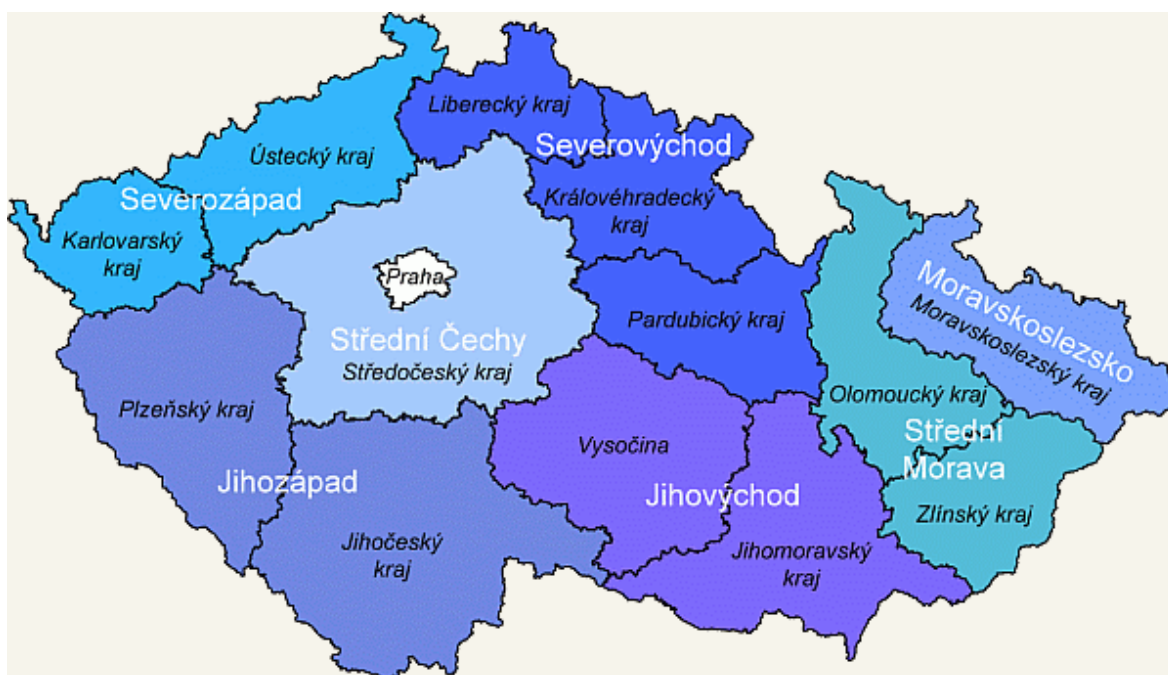 Liberecký kraj
Severovýchod
Ústecký kraj
Severozápad
Královéhradecký
kraj
Karlovarský
kraj
Praha
Moravskoslezsko
Moravskoslezský kraj
Pardubický kraj
Střední Čechy
Středočeský kraj
Olomoucký kraj
Plzeňský kraj
Střední
Morava
Vysočina
Jihozápad
Jihovýchod
Zlínský kraj
Jihočeský
kraj
Jihomoravský
kraj